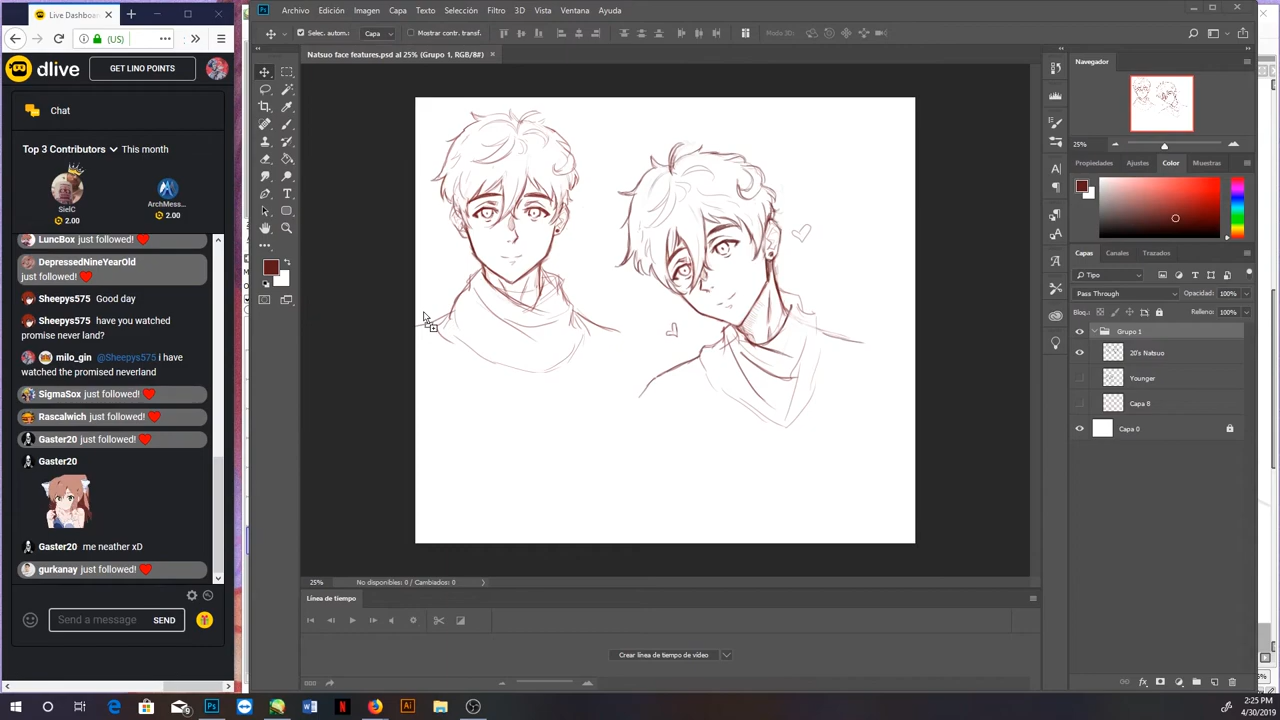 Live Dashboa
(US)
dlive
GET LINO POINTS
Chat
Top 3 Contributors This month
SielC
2.00
ArchMess...
2.00
LuncBox just followed!
DepressedNineYearOld
just followed!
Sheepys575 Good day
Sheepys575 have you watched
promise never land?
milo_gin @Sheepys575 i have
watched the promised neverland
SigmaSox just followed!
Rascalwich just followed!
Gaster20 just followed!
Gaster20
Gaster20 me neather xD
gurkanay just followed!
Send a message
SEND
Ps
Archivo Edición Imagen Capa Texto Selección Filtro 3D Vista Ventana Ayuda
Selec. autom.: Capa Mostrar contr. transf. Modo 3D:
Natsuo face features.psd al 25% (Grupo 1, RGB/8#)
25% No disponibles: 0 / Cambiados: 0
Línea de tiempo
Crear línea de tiempo de vídeo
Navegador
25%
Propiedades Ajustes Color Muestras
Capas Canales Trazados
Tipo
Pass Through Opacidad: 100%
Bloq.: Relleno: 100%
Grupo 1
20's Natsuo
Younger
Capa 8
Capa 0
2:25 PM
4/30/2019